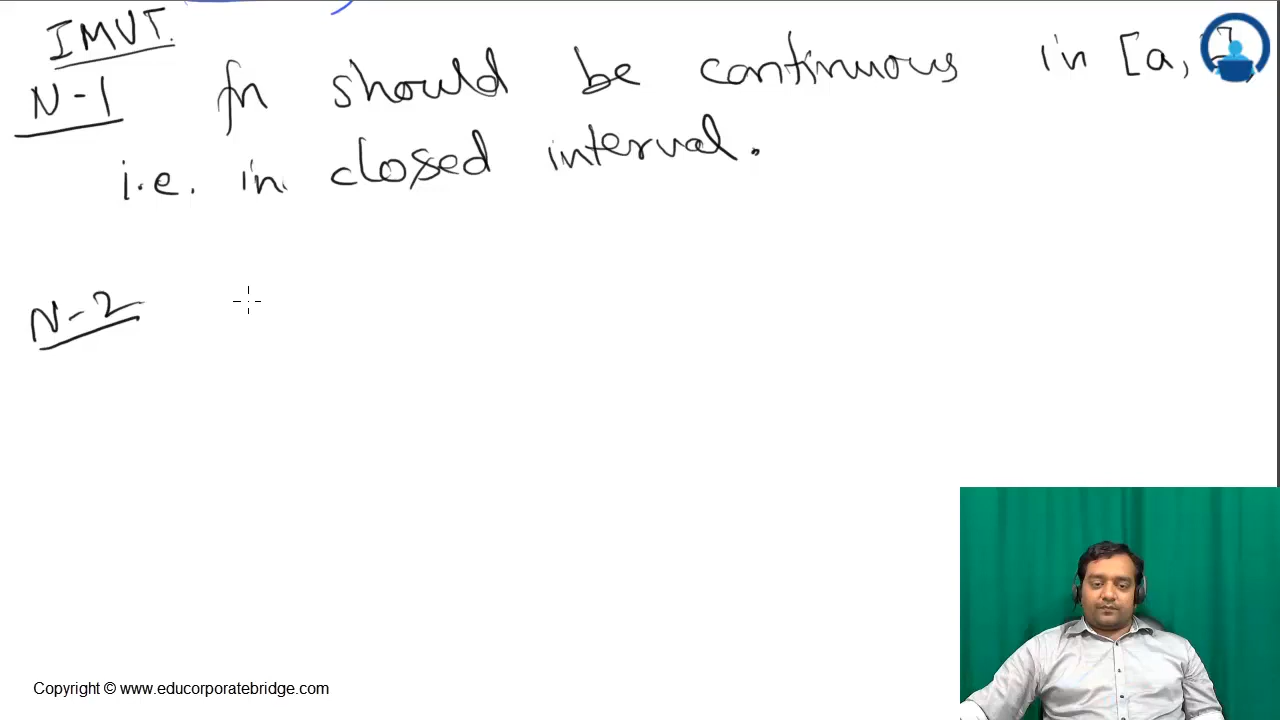 IMVT.
N-1 fn should be continuous in [a,
i.e. in closed interval.
N-2
Copyright © www.educorporatebridge.com